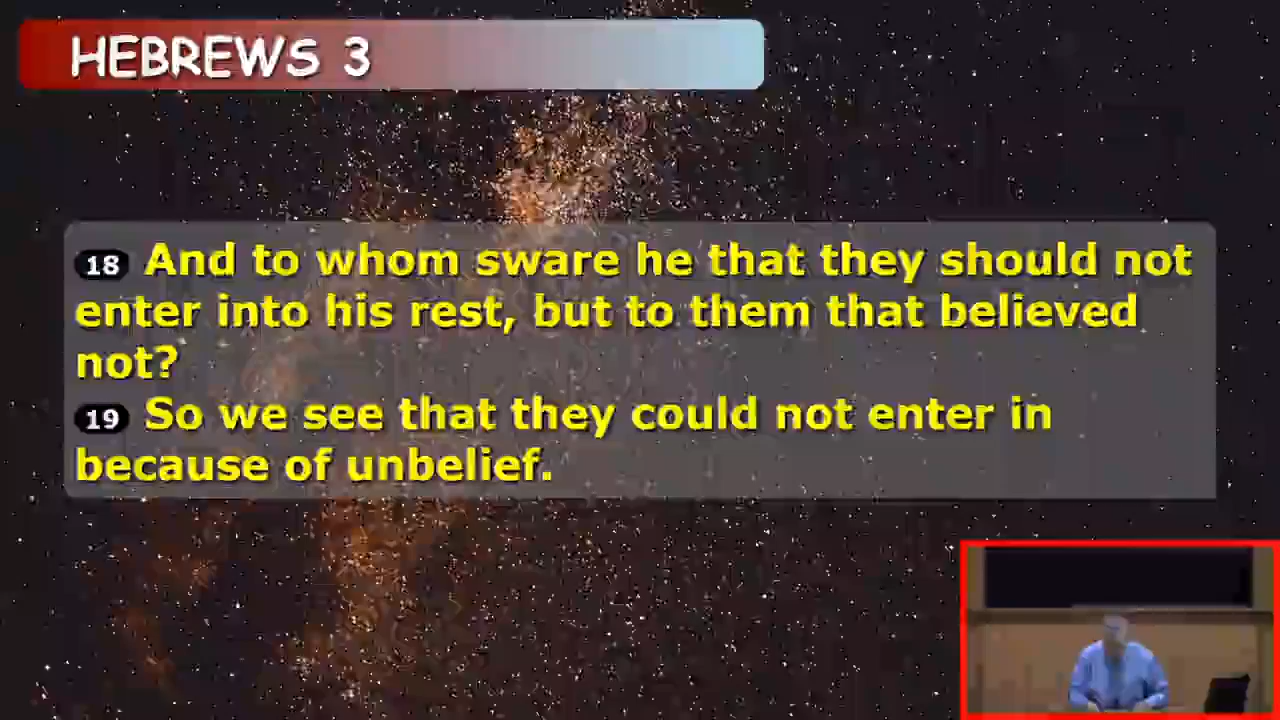 HEBREWS 3
18 And to whom sware he that they should not
enter into his rest, but to them that believed
not?
19 So we see that they could not enter in
because of unbelief.